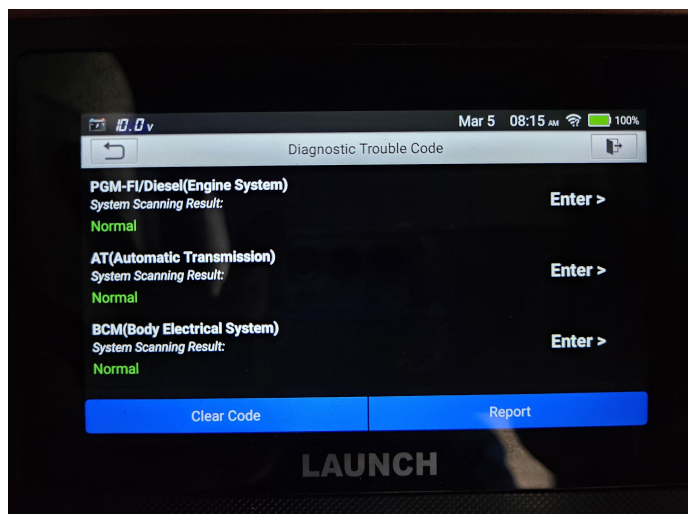 10.0 v
Mar 5 08:15 AM 100%
Diagnostic Trouble Code
PGM-FI/Diesel(Engine System)
System Scanning Result:
Enter >
Normal
AT(Automatic Transmission)
System Scanning Result:
Enter >
Normal
BCM(Body Electrical System)
System Scanning Result:
Enter >
Normal
Clear Code
Report
LAUNCH